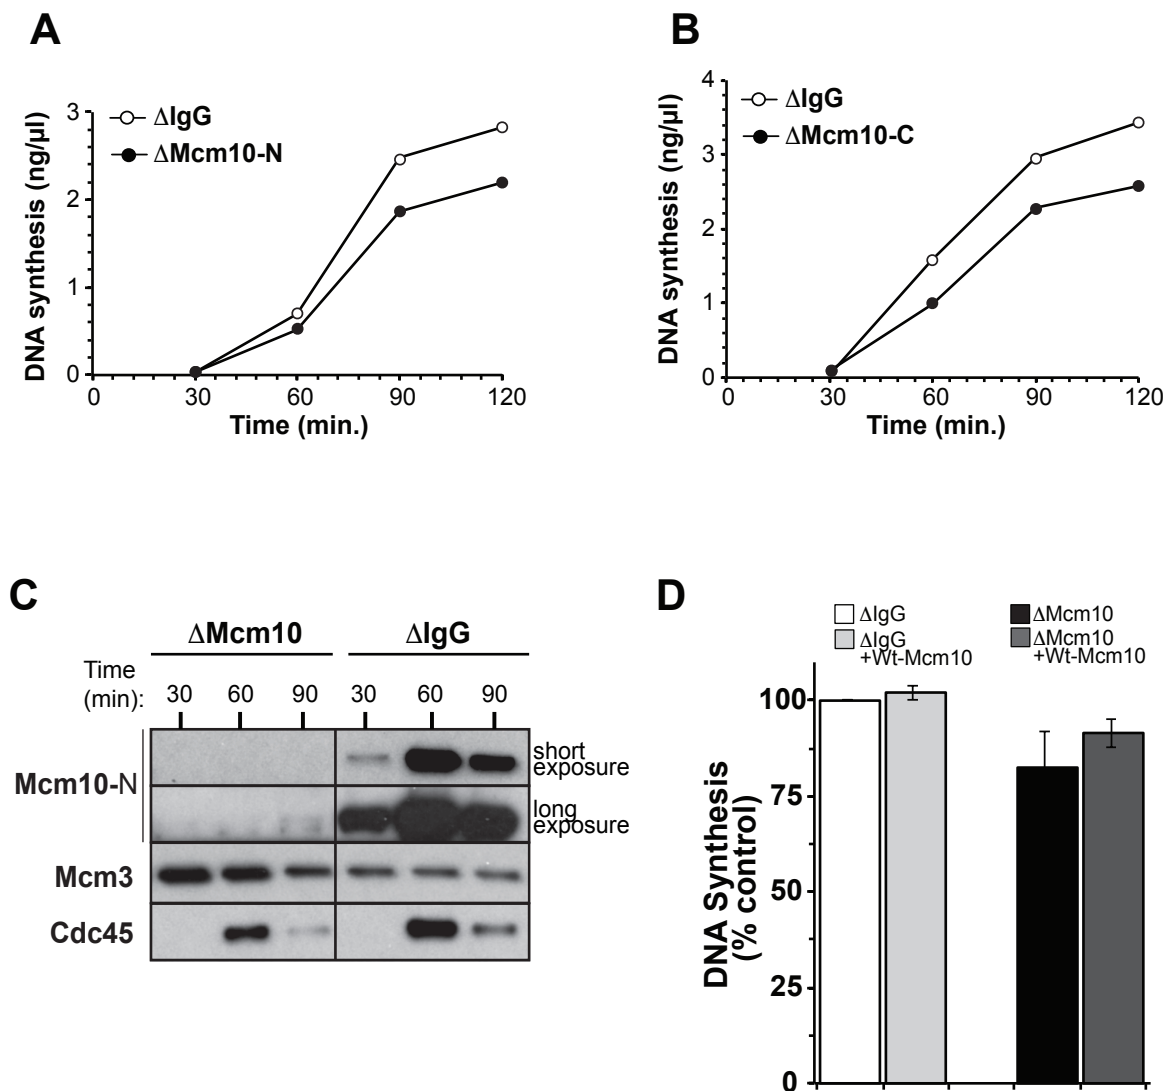 A
DNA synthesis (ng/µl)
3
2
1
0
ΔIgG
ΔMcm10-N
0 30 60 90 120
Time (min.)
B
DNA synthesis (ng/µl)
4
3
2
1
0
ΔIgG
ΔMcm10-C
0 30 60 90 120
Time (min.)
C
ΔMcm10 ΔIgG
Time
(min): 30 60 90 30 60 90
Mcm10-N
short
exposure
long
exposure
Mcm3
Cdc45
D
ΔIgG
ΔIgG
+Wt-Mcm10
ΔMcm10
ΔMcm10
+Wt-Mcm10
DNA Synthesis
(% control)
100
75
50
25
0